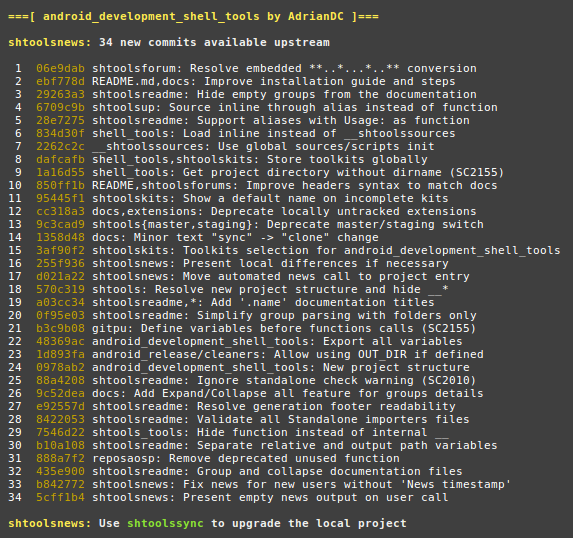 ===[ android_development_shell_tools by AdrianDC ]===
shtoolsnews: 34 new commits available upstream
1 06e9dab shtoolsforum: Resolve embedded **..*...*..** conversion
2 ebf778d README.md,docs: Improve installation guide and steps
3 29263a3 shtoolsreadme: Hide empty groups from the documentation
4 6709c9b shtoolsup: Source inline through alias instead of function
5 28e7275 shtoolsreadme: Support aliases with Usage: as function
6 834d30f shell_tools: Load inline instead of __shtoolssources
7 2262c2c __shtoolssources: Use global sources/scripts init
8 dafcafb shell_tools,shtoolskits: Store toolkits globally
9 1a16d55 shell_tools: Get project directory without dirname (SC2155)
10 850ff1b README,shtoolsforums: Improve headers syntax to match docs
11 95445f1 shtoolskits: Show a default name on incomplete kits
12 cc318a3 docs,extensions: Deprecate locally untracked extensions
13 9c3cad9 shtools{master,staging}: Deprecate master/staging switch
14 1358d48 docs: Minor text "sync" -> "clone" change
15 3af90f2 shtoolskits: Toolkits selection for android_development_shell_tools
16 255f936 shtoolsnews: Present local differences if necessary
17 d021a22 shtoolsnews: Move automated news call to project entry
18 570c319 shtools: Resolve new project structure and hide __*
19 a03cc34 shtoolsreadme,*: Add '.name' documentation titles
20 0f95e03 shtoolsreadme: Simplify group parsing with folders only
21 b3c9b08 gitpu: Define variables before functions calls (SC2155)
22 48369ac android_development_shell_tools: Export all variables
23 1d893fa android_release/cleaners: Allow using OUT_DIR if defined
24 0978ab2 android_development_shell_tools: New project structure
25 88a4208 shtoolsreadme: Ignore standalone check warning (SC2010)
26 9c52dea docs: Add Expand/Collapse all feature for groups details
27 e92557d shtoolsreadme: Resolve generation footer readability
28 8422053 shtoolsreadme: Validate all Standalone importers files
29 7546d22 shtools_tools: Hide function instead of internal __
30 b10a108 shtoolsreadme: Separate relative and output path variables
31 888a7f2 reposaosp: Remove deprecated unused function
32 435e900 shtoolsreadme: Group and collapse documentation files
33 b842772 shtoolsnews: Fix news for new users without 'News timestamp'
34 5cff1b4 shtoolsnews: Present empty news output on user call
shtoolsnews: Use shtoolssync to upgrade the local project